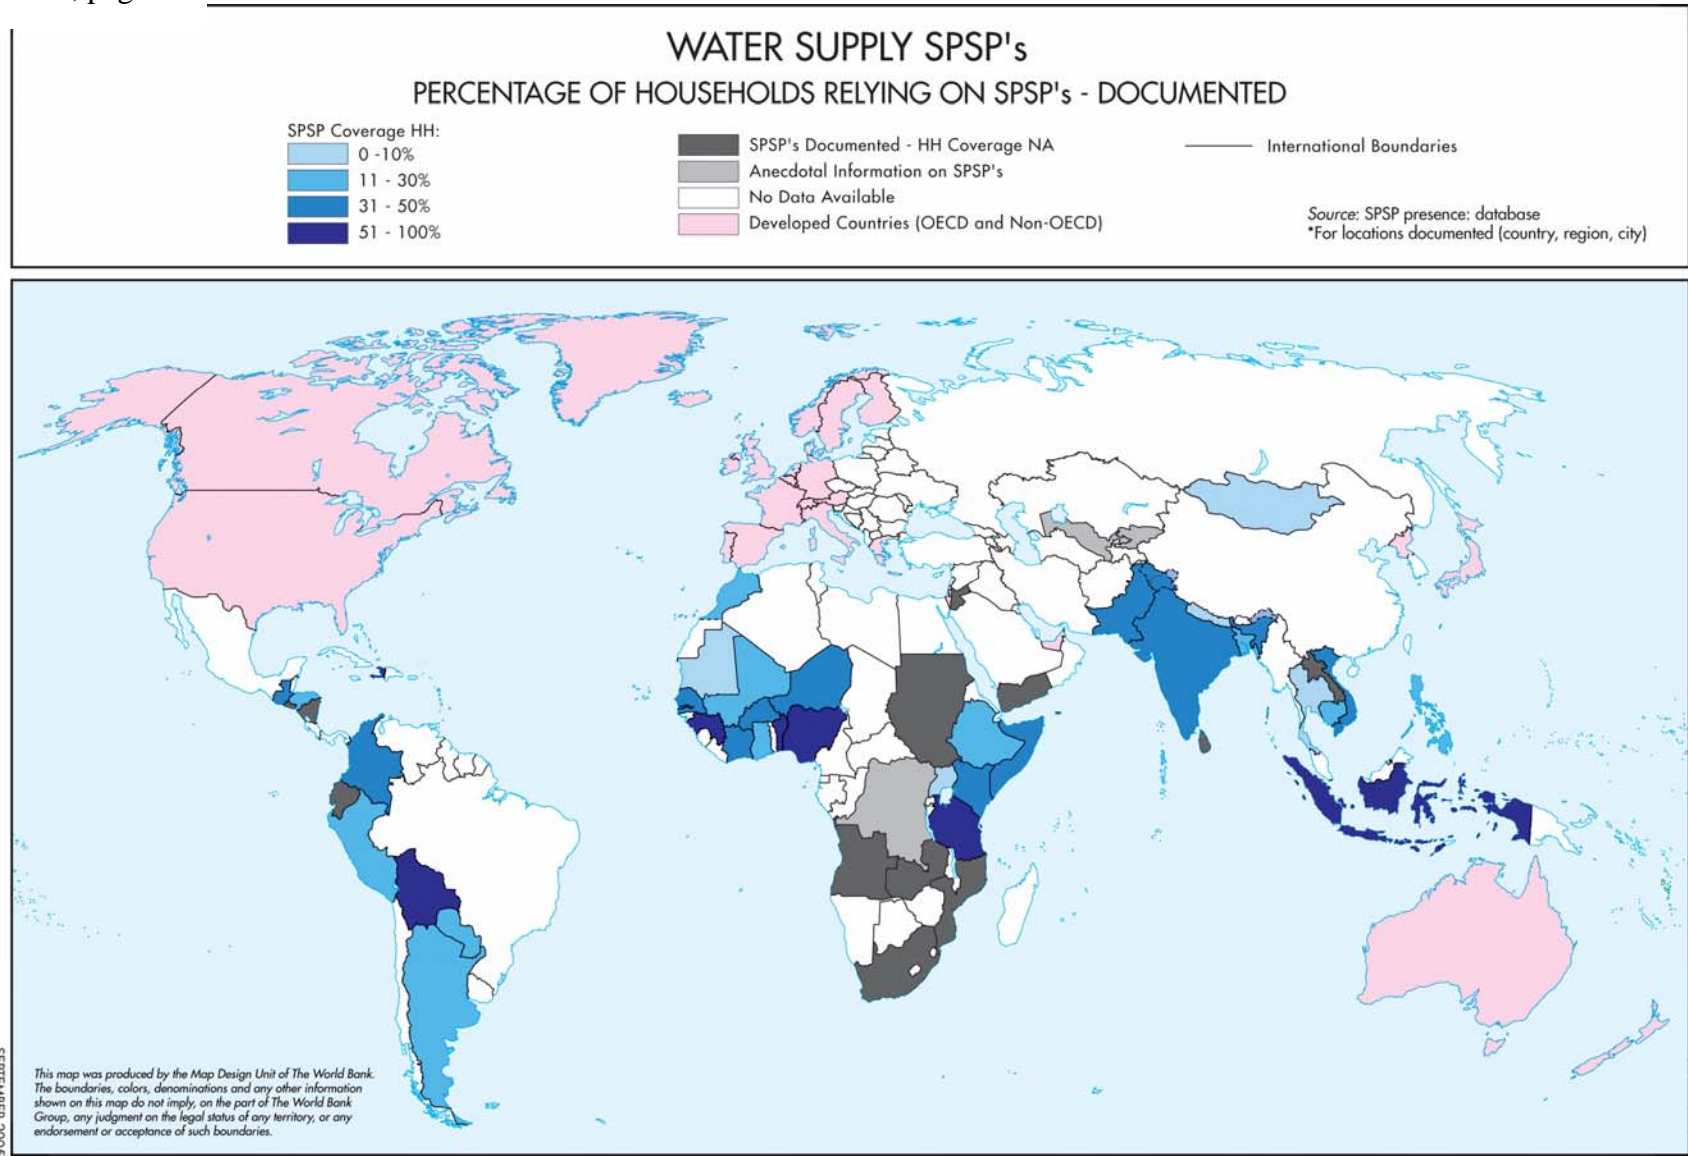 WATER SUPPLY SPSP's
PERCENTAGE OF HOUSEHOLDS RELYING ON SPSP's - DOCUMENTED
SPSP Coverage HH:
0 -10%
11 - 30%
31 - 50%
51 - 100%
SPSP's Documented - HH Coverage NA
Anecdotal Information on SPSP's
No Data Available
Developed Countries (OECD and Non-OECD)
International Boundaries
Source: SPSP presence: database
*For locations documented (country, region, city)
This map was produced by the Map Design Unit of The World Bank.
The boundaries, colors, denominations and any other information
shown on this map do not imply, on the part of The World Bank
Group, any judgment on the legal status of any territory, or any
endorsement or acceptance of such boundaries.